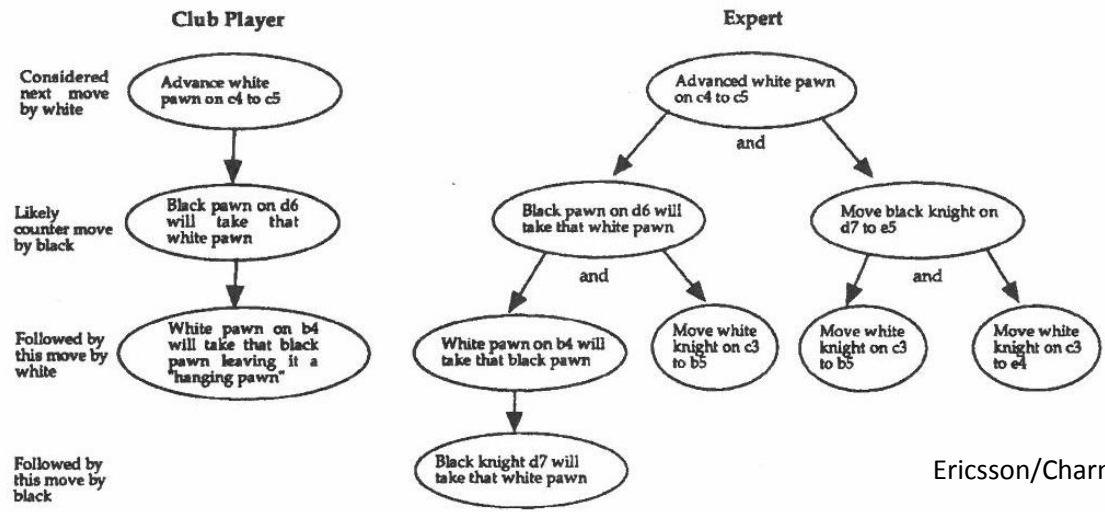 Club Player
Expert
Considered
next move
by white
Advance white
pawn on c4 to c5
Advanced white pawn
on c4 to c5
and
Likely
counter move
by black
Black pawn on d6
will take that
white pawn
Black pawn on d6 will
take that white pawn
Move black knight on
d7 to e5
and
and
Followed by
this move by
white
White pawn on b4
will take that black
pawn leaving it a
"hanging pawn"
White pawn on b4 will
take that black pawn
Move white
knight on c3
to b5
Move white
knight on c3
to b5
Move white
knight on c3
to e4
Followed by
this move by
black
Black knight d7 will
take that white pawn
Ericsson/Charn